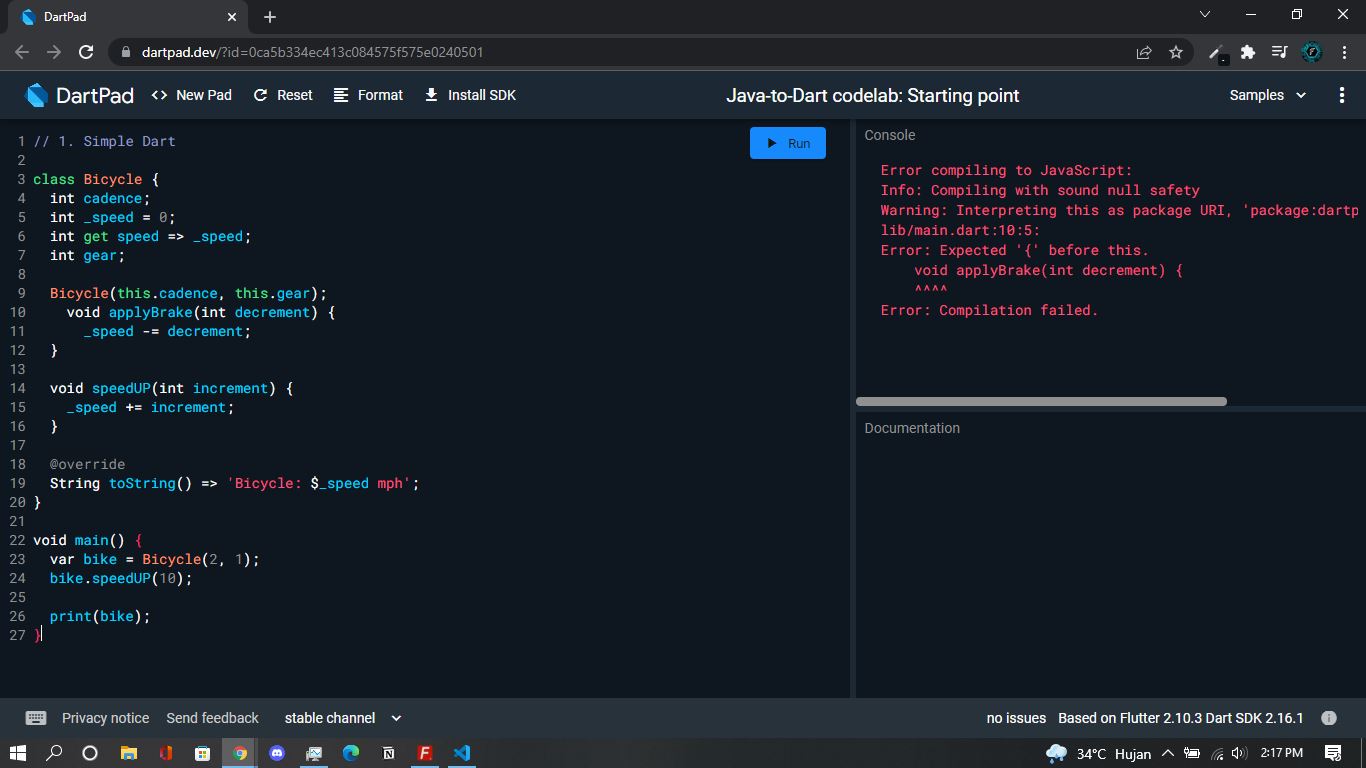 DartPad
dartpad.dev/?id=0ca5b334ec413c084575f575e0240501
DartPad
<> New Pad
Reset
Format
Install SDK
Java-to-Dart codelab: Starting point
Samples
1 // 1. Simple Dart
2
3 class Bicycle {
4 int cadence;
5 int _speed = 0;
6 int get speed => _speed;
7 int gear;
8
9 Bicycle(this.cadence, this.gear);
10 void applyBrake(int decrement) {
11 _speed -= decrement;
12 }
13
14 void speedUP(int increment) {
15 _speed += increment;
16 }
17
18 @override
19 String toString() => 'Bicycle: $_speed mph';
20 }
21
22 void main() {
23 var bike = Bicycle(2, 1);
24 bike.speedUP(10);
25
26 print(bike);
27 }
Run
Console
Error compiling to JavaScript:
Info: Compiling with sound null safety
Warning: Interpreting this as package URI, 'package:dartp
lib/main.dart:10:5:
Error: Expected '{' before this.
void applyBrake(int decrement) {
^^^^
Error: Compilation failed.
Documentation
Privacy notice
Send feedback
stable channel
no issues
Based on Flutter 2.10.3 Dart SDK 2.16.1
34°C Hujan
2:17 PM